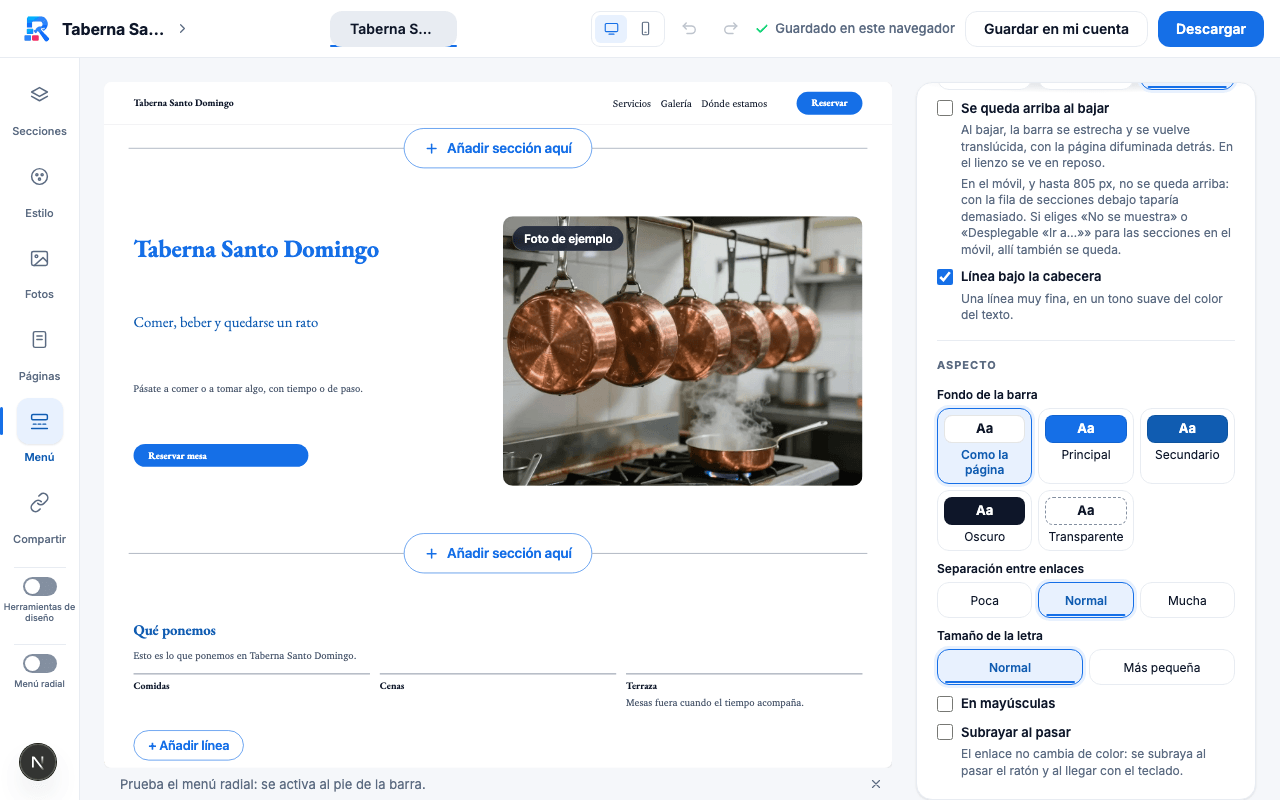 Taberna Sa...
Taberna S...
Guardado en este navegador
Guardar en mi cuenta
Descargar
Secciones
Estilo
Fotos
Páginas
Menú
Compartir
Herramientas de
diseño
Menú radial
N
Taberna Santo Domingo
Servicios Galería Dónde estamos
Reservar
+ Añadir sección aquí
Taberna Santo Domingo
Comer, beber y quedarse un rato
Pásate a comer o a tomar algo, con tiempo o de paso.
Reservar mesa
Foto de ejemplo
+ Añadir sección aquí
Qué ponemos
Esto es lo que ponemos en Taberna Santo Domingo.
Comidas
Cenas
Terraza
Mesas fuera cuando el tiempo acompaña.
+ Añadir línea
Prueba el menú radial: se activa al pie de la barra.
Se queda arriba al bajar
Al bajar, la barra se estrecha y se vuelve
translúcida, con la página difuminada detrás. En
el lienzo se ve en reposo.
En el móvil, y hasta 805 px, no se queda arriba:
con la fila de secciones debajo taparía
demasiado. Si eliges «No se muestra» o
«Desplegable «Ir a...»» para las secciones en el
móvil, allí también se queda.
Línea bajo la cabecera
Una línea muy fina, en un tono suave del color
del texto.
ASPECTO
Fondo de la barra
Aa
Como la
página
Aa
Principal
Aa
Secundario
Aa
Oscuro
Aa
Transparente
Separación entre enlaces
Poca
Normal
Mucha
Tamaño de la letra
Normal
Más pequeña
En mayúsculas
Subrayar al pasar
El enlace no cambia de color: se subraya al
pasar el ratón y al llegar con el teclado.